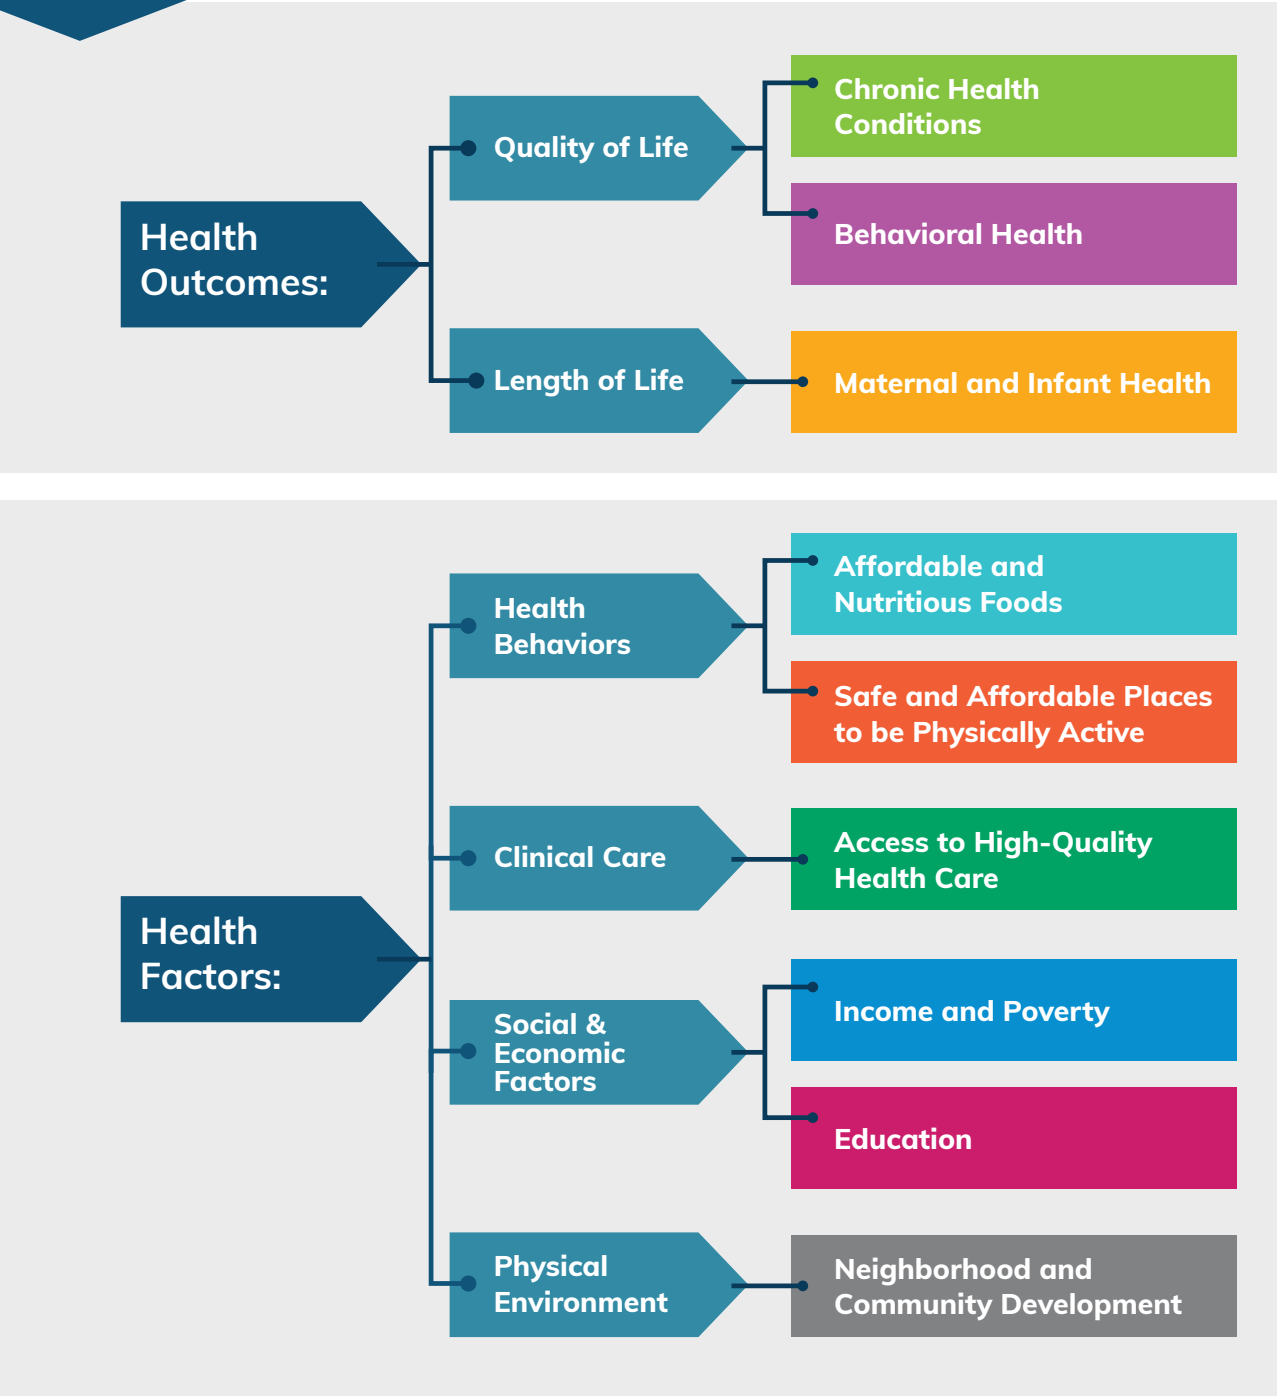 Health
Outcomes:
Quality of Life
Chronic Health
Conditions
Behavioral Health
Length of Life
Maternal and Infant Health
Health
Factors:
Health
Behaviors
Affordable and
Nutritious Foods
Safe and Affordable Places
to be Physically Active
Clinical Care
Access to High-Quality
Health Care
Social &
Economic
Factors
Income and Poverty
Education
Physical
Environment
Neighborhood and
Community Development